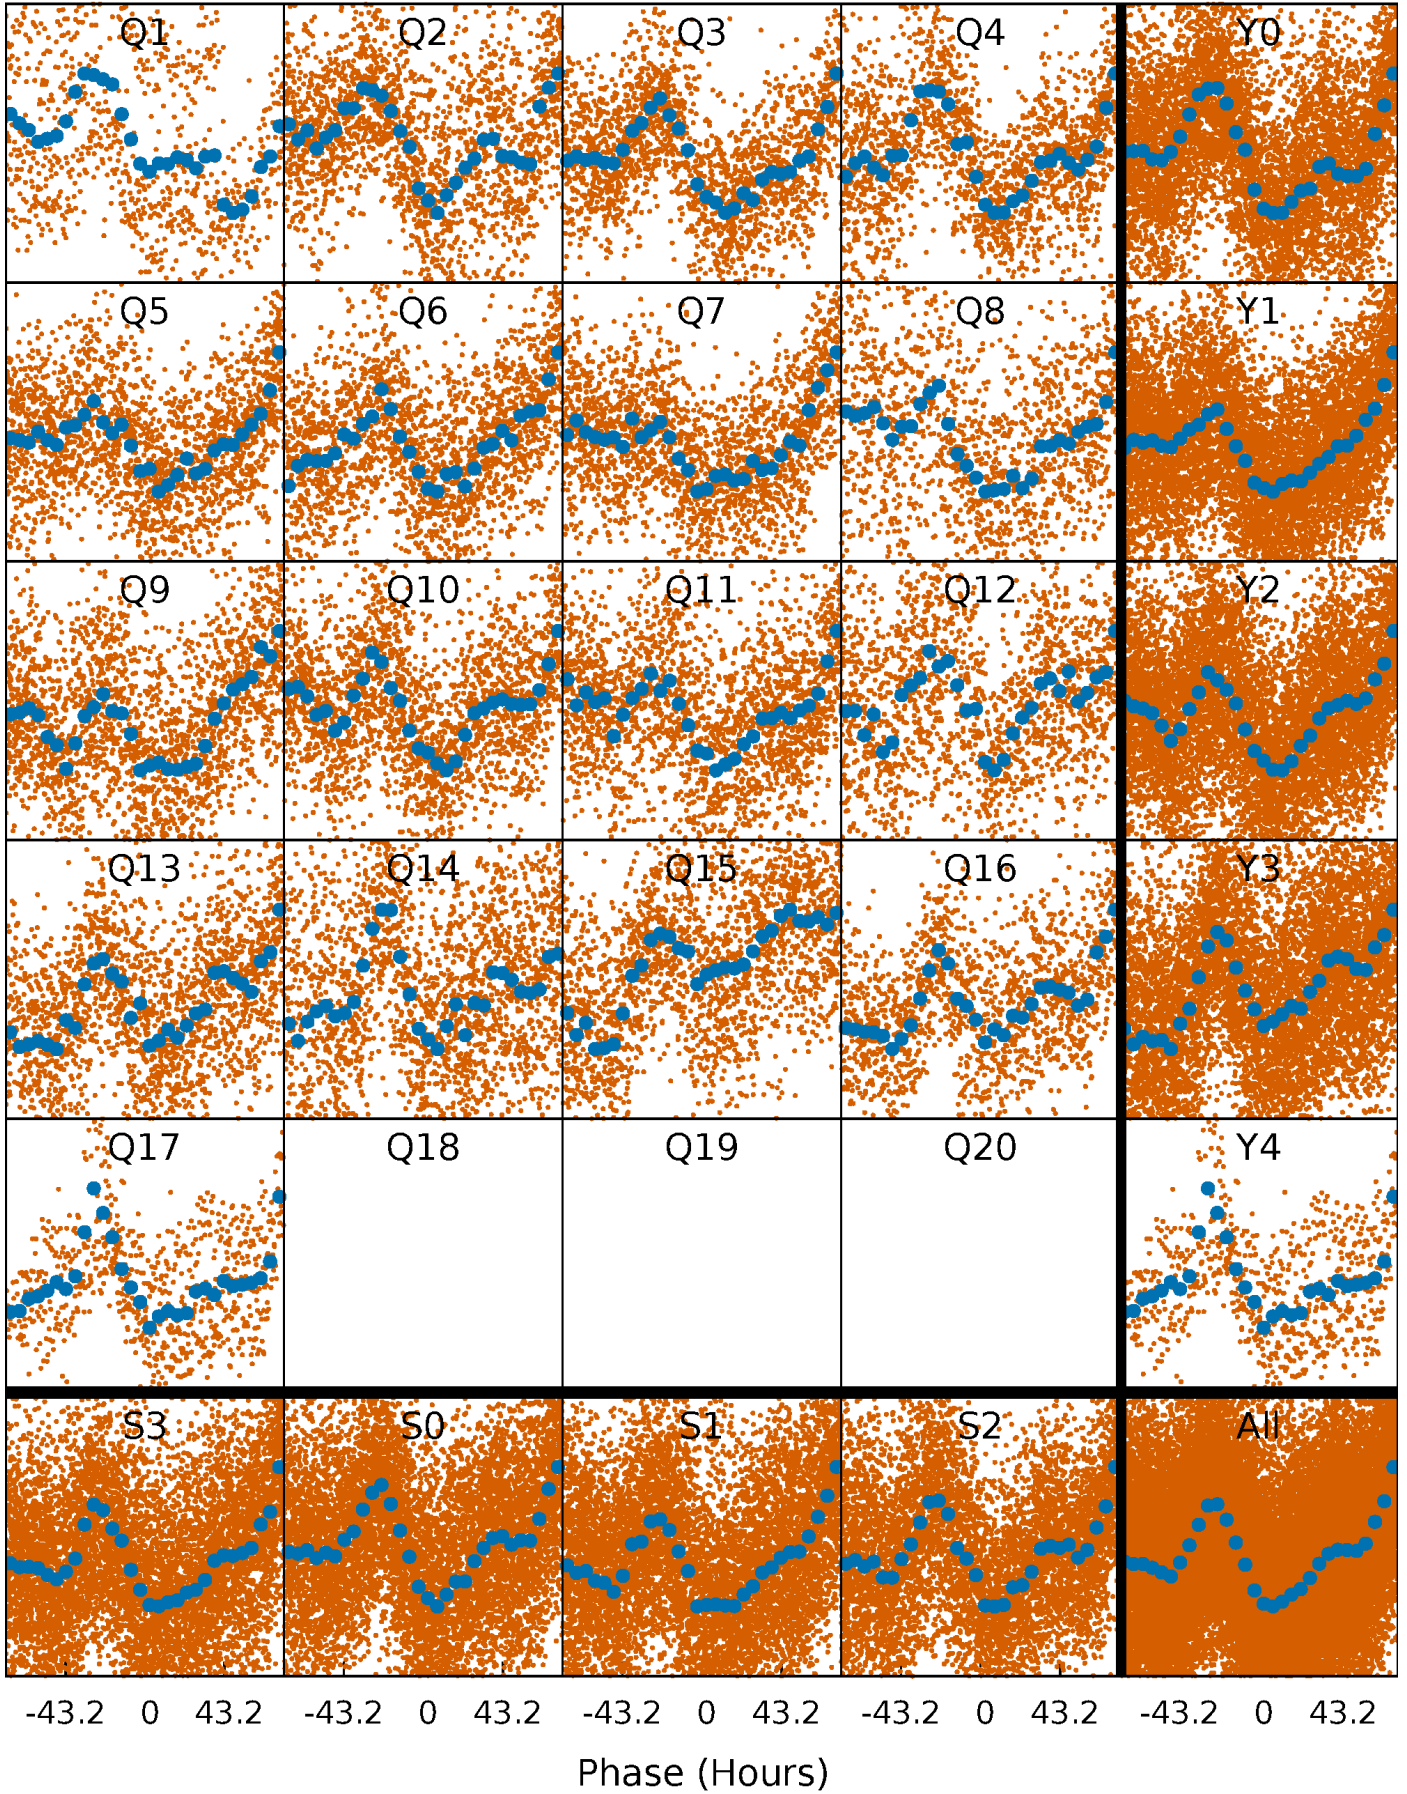 Q1 Q2 Q3 Q4 Y0
Q5 Q6 Q7 Q8 Y1
Q9 Q10 Q11 Q12 Y2
Q13 Q14 Q15 Q16 Y3
Q17 Q18 Q19 Q20 Y4
S3 S0 S1 S2 All
-43.2 0 43.2 -43.2 0 43.2 -43.2 0 43.2 -43.2 0 43.2 -43.2 0 43.2
Phase (Hours)